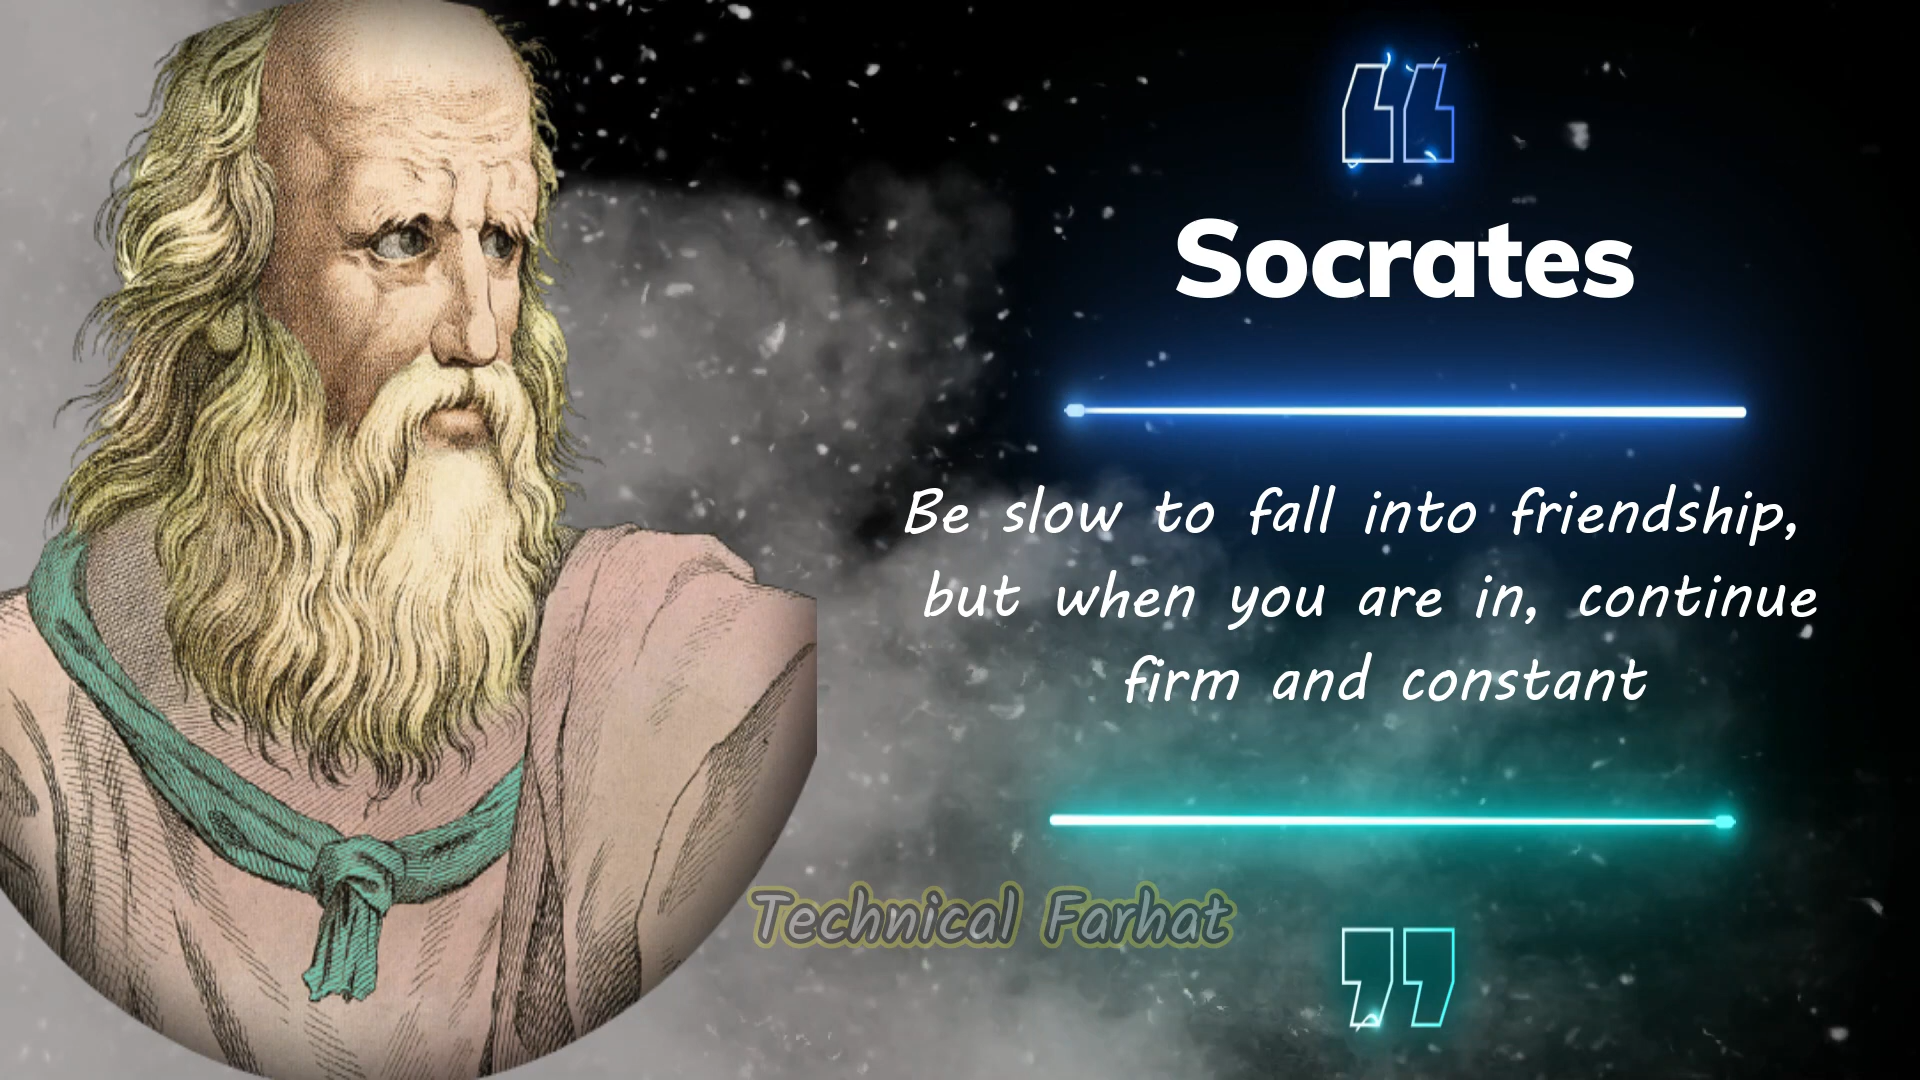 Socrates
Be slow to fall into friendship,
but when you are in, continue
firm and constant
Technical Farhat